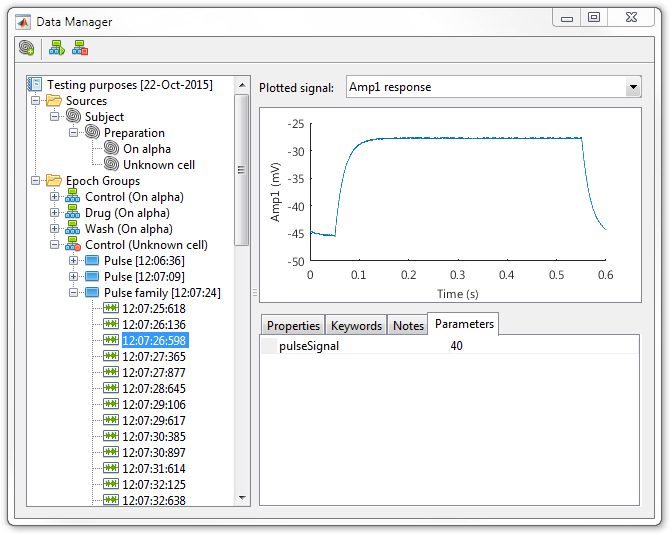 Data Manager
Testing purposes [22-Oct-2015]
Sources
Subject
Preparation
On alpha
Unknown cell
Epoch Groups
Control (On alpha)
Drug (On alpha)
Wash (On alpha)
Control (Unknown cell)
Pulse [12:06:36]
Pulse [12:07:09]
Pulse family [12:07:24]
12:07:25:618
12:07:26:136
12:07:26:598
12:07:27:365
12:07:27:877
12:07:28:645
12:07:29:106
12:07:29:617
12:07:30:385
12:07:30:897
12:07:31:614
12:07:32:125
12:07:32:638
Plotted signal: Amp1 response
-25
-30
-35
-40
-45
-50
Amp1 (mV)
0 0.1 0.2 0.3 0.4 0.5 0.6
Time (s)
Properties Keywords Notes Parameters
pulseSignal 40